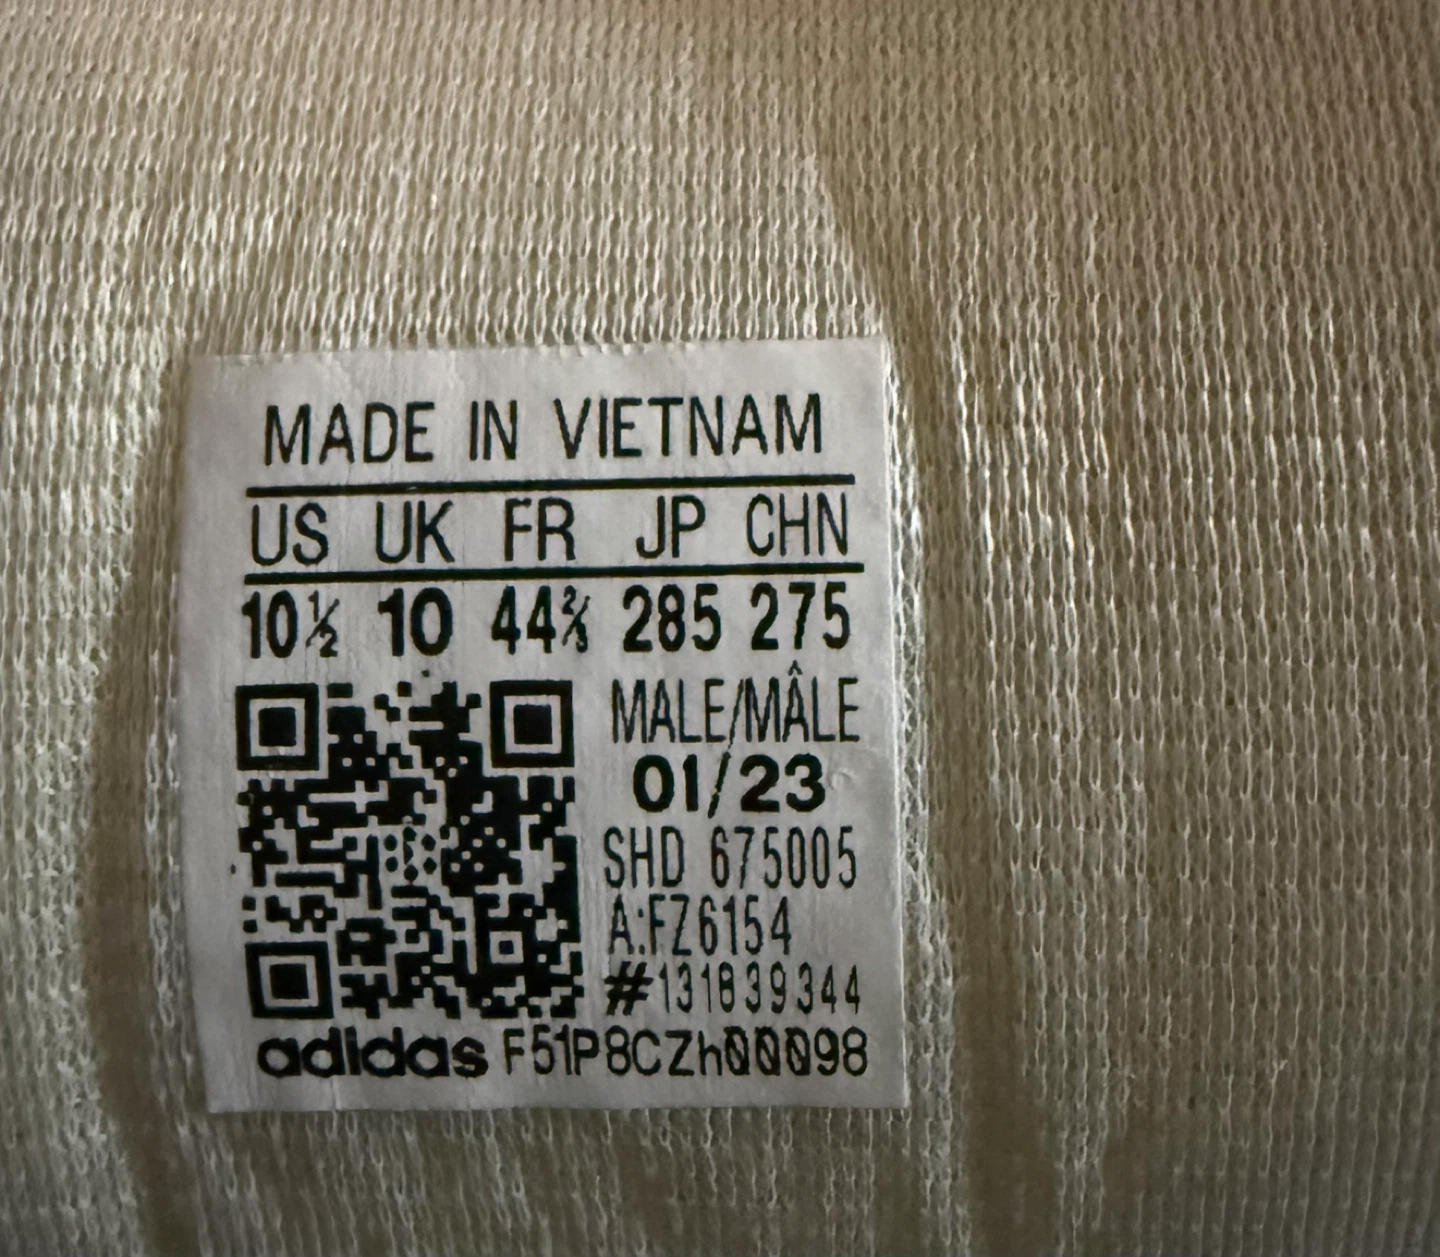 MADE IN VIETNAM
US UK FR JP CHN
10½ 10 44⅔ 285 275
MALE/MÂLE
01/23
SHD 675005
A:FZ6154
#131839344
adidas F51P8CZh00098